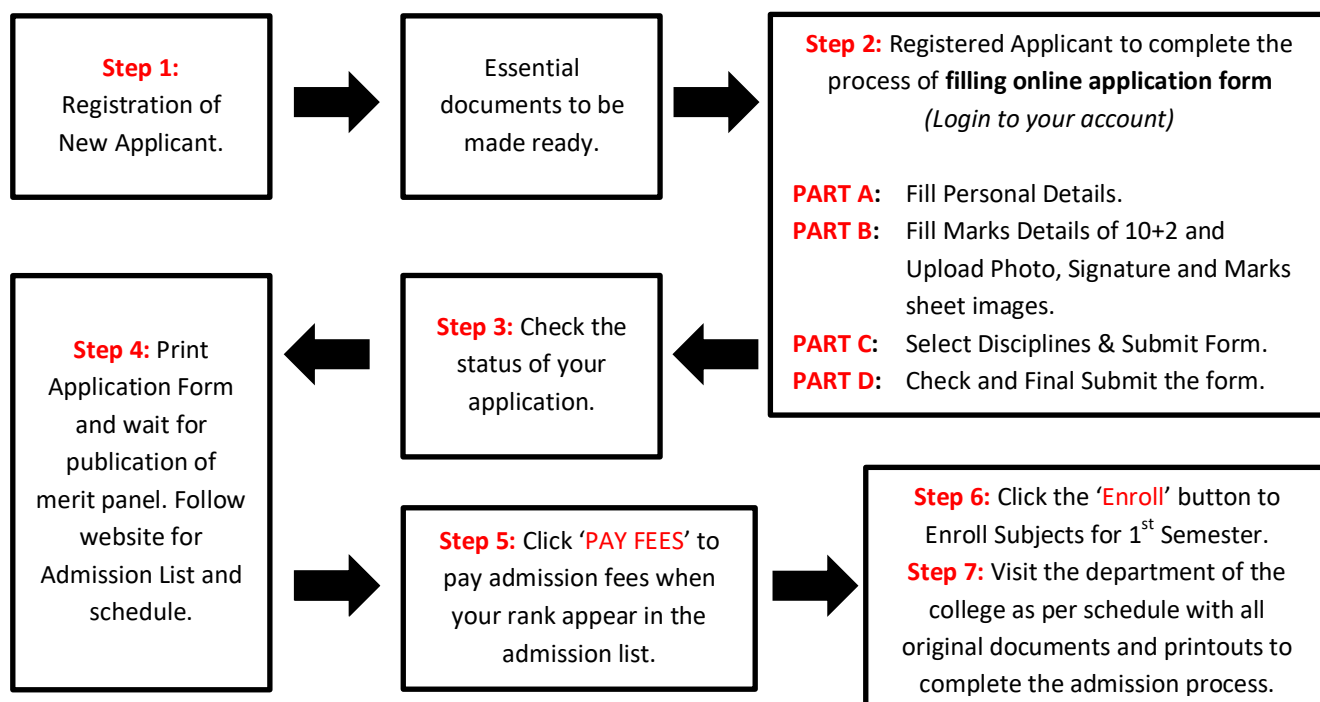 Step 1:
Registration of
New Applicant.
Essential
documents to be
made ready.
Step 2: Registered Applicant to complete the
process of filling online application form
(Login to your account)
PART A: Fill Personal Details.
PART B: Fill Marks Details of 10+2 and
Upload Photo, Signature and Marks
sheet images.
PART C: Select Disciplines & Submit Form.
PART D: Check and Final Submit the form.
Step 3: Check the
status of your
application.
Step 4: Print
Application Form
and wait for
publication of
merit panel. Follow
website for
Admission List and
schedule.
Step 5: Click ‘PAY FEES’ to
pay admission fees when
your rank appear in the
admission list.
Step 6: Click the ‘Enroll’ button to
Enroll Subjects for 1st Semester.
Step 7: Visit the department of the
college as per schedule with all
original documents and printouts to
complete the admission process.